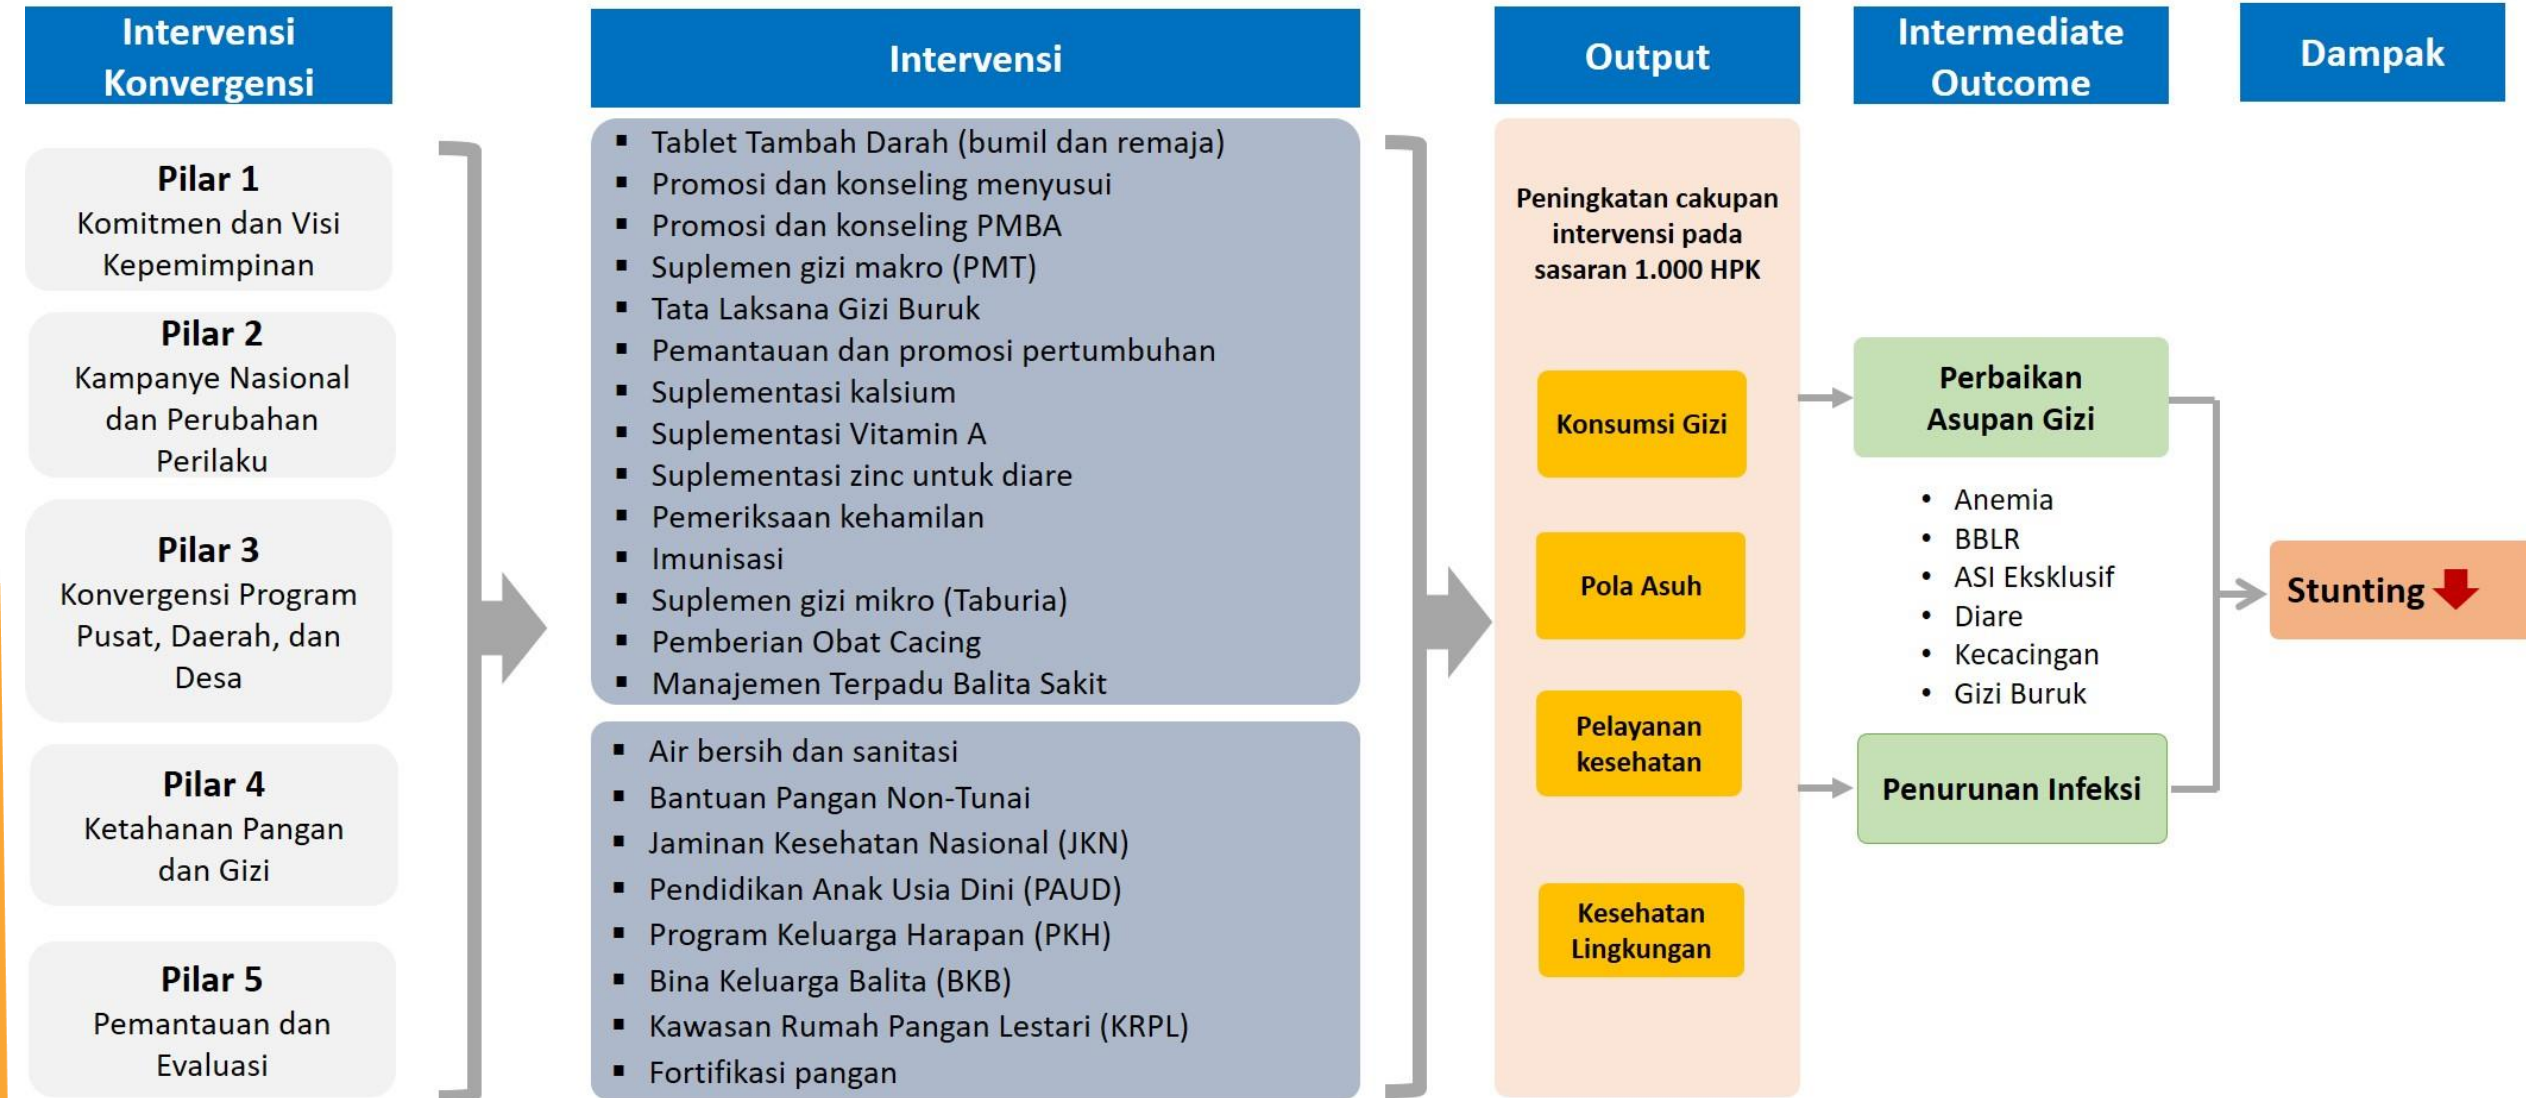 Intervensi
Konvergensi
Pilar 1
Komitmen dan Visi
Kepemimpinan
Pilar 2
Kampanye Nasional
dan Perubahan
Perilaku
Pilar 3
Konvergensi Program
Pusat, Daerah, dan
Desa
Pilar 4
Ketahanan Pangan
dan Gizi
Pilar 5
Pemantauan dan
Evaluasi
Intervensi
▪ Tablet Tambah Darah (bumil dan remaja)
▪ Promosi dan konseling menyusui
▪ Promosi dan konseling PMBA
▪ Suplemen gizi makro (PMT)
▪ Tata Laksana Gizi Buruk
▪ Pemantauan dan promosi pertumbuhan
▪ Suplementasi kalsium
▪ Suplementasi Vitamin A
▪ Suplementasi zinc untuk diare
▪ Pemeriksaan kehamilan
▪ Imunisasi
▪ Suplemen gizi mikro (Taburia)
▪ Pemberian Obat Cacing
▪ Manajemen Terpadu Balita Sakit
▪ Air bersih dan sanitasi
▪ Bantuan Pangan Non-Tunai
▪ Jaminan Kesehatan Nasional (JKN)
▪ Pendidikan Anak Usia Dini (PAUD)
▪ Program Keluarga Harapan (PKH)
▪ Bina Keluarga Balita (BKB)
▪ Kawasan Rumah Pangan Lestari (KRPL)
▪ Fortifikasi pangan
Output
Peningkatan cakupan
intervensi pada
sasaran 1.000 HPK
Konsumsi Gizi
Pola Asuh
Pelayanan
kesehatan
Kesehatan
Lingkungan
Intermediate
Outcome
Perbaikan
Asupan Gizi
• Anemia
• BBLR
• ASI Eksklusif
• Diare
• Kecacingan
• Gizi Buruk
Penurunan Infeksi
Dampak
Stunting